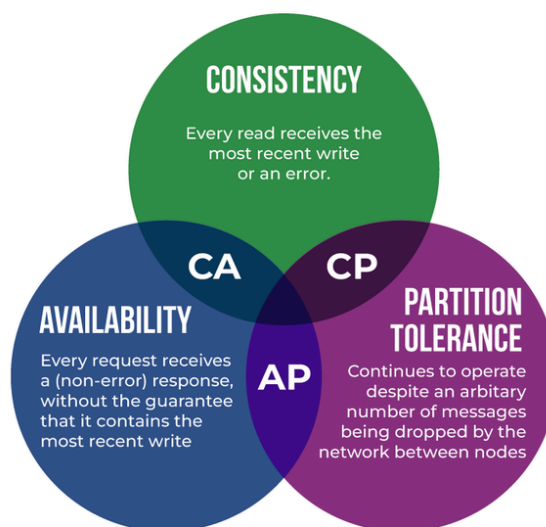 CONSISTENCY
Every read receives the
most recent write
or an error.
CA
CP
AVAILABILITY
Every request receives
a (non-error) response,
without the guarantee
that it contains the
most recent write
AP
PARTITION
TOLERANCE
Continues to operate
despite an arbitary
number of messages
being dropped by the
network between nodes